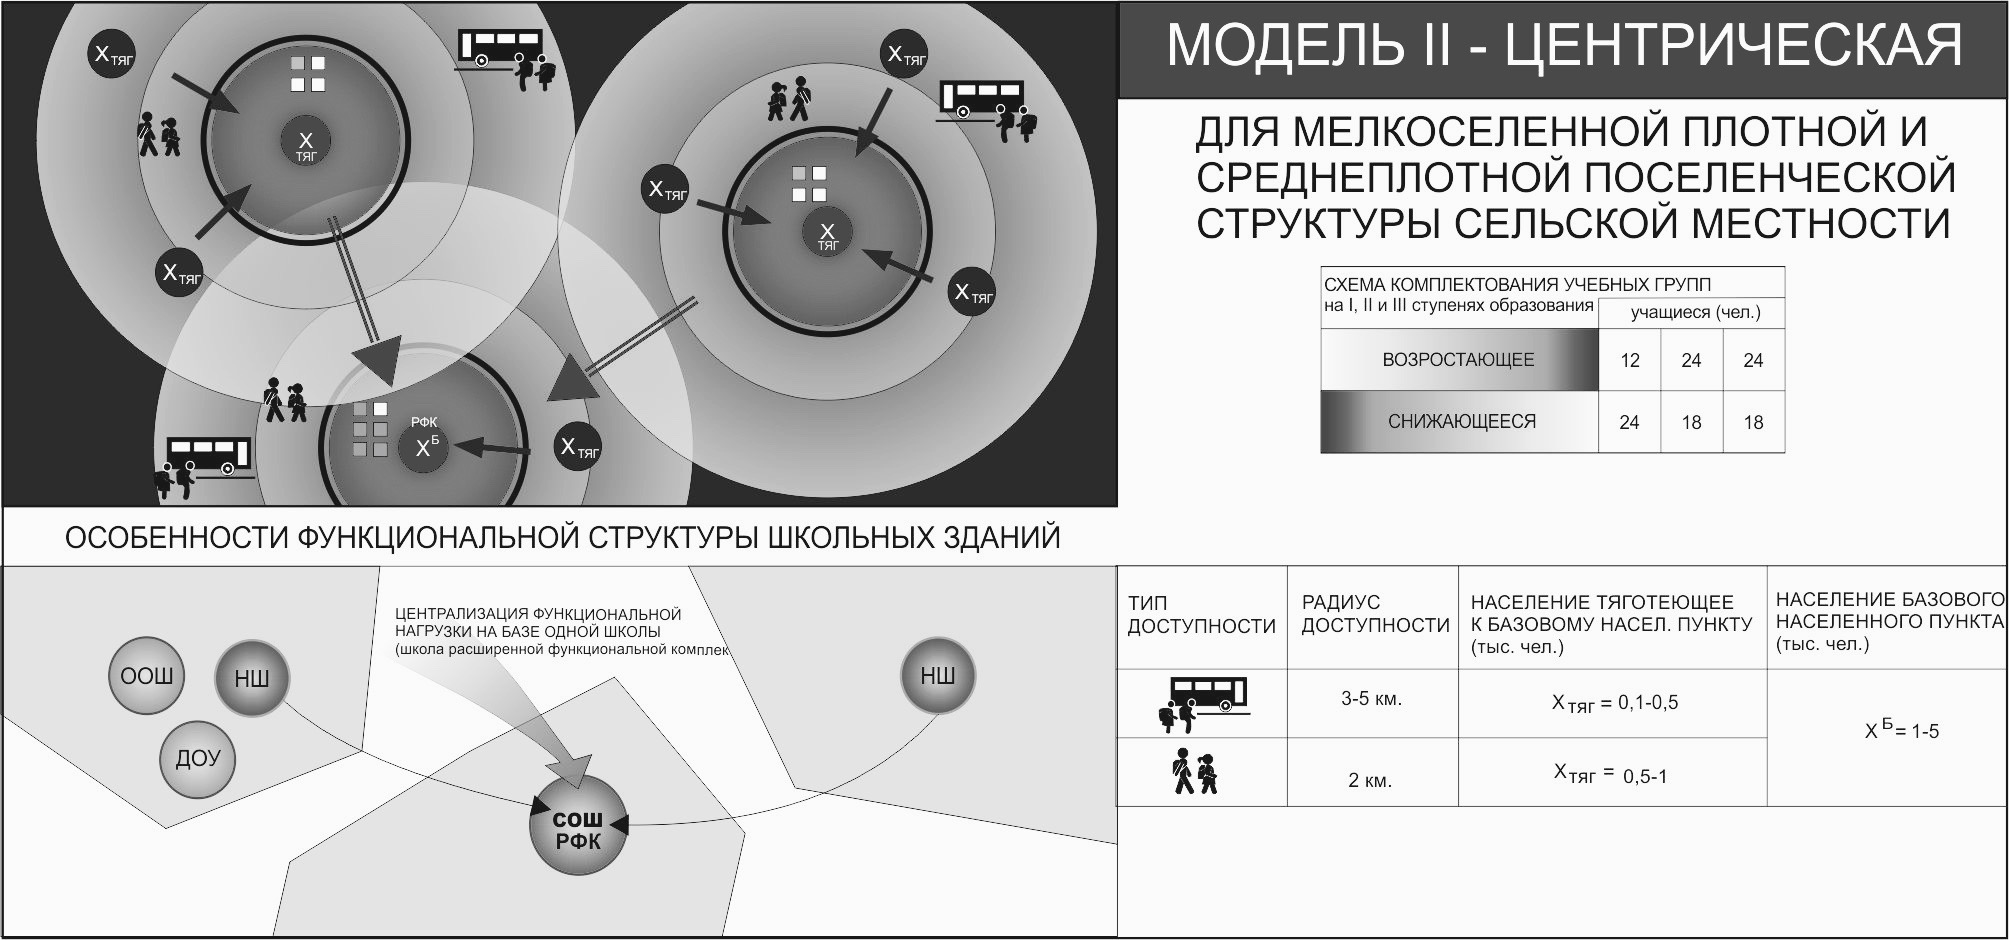 Х ТЯГ
Х ТЯГ
Х ТЯГ
Х ТЯГ
Х ТЯГ
Х ТЯГ
Х ТЯГ
РФК
Х Б
Х ТЯГ
МОДЕЛЬ II - ЦЕНТРИЧЕСКАЯ
ДЛЯ МЕЛКОСЕЛЕННОЙ ПЛОТНОЙ И
СРЕДНЕПЛОТНОЙ ПОСЕЛЕНЧЕСКОЙ
СТРУКТУРЫ СЕЛЬСКОЙ МЕСТНОСТИ
СХЕМА КОМПЛЕКТОВАНИЯ УЧЕБНЫХ ГРУПП
на I, II и III ступенях образования
учащиеся (чел.)
ВОЗРОСТАЮЩЕЕ 12 24 24
СНИЖАЮЩЕЕСЯ 24 18 18
ОСОБЕННОСТИ ФУНКЦИОНАЛЬНОЙ СТРУКТУРЫ ШКОЛЬНЫХ ЗДАНИЙ
ЦЕНТРАЛИЗАЦИЯ ФУНКЦИОНАЛЬНОЙ
НАГРУЗКИ НА БАЗЕ ОДНОЙ ШКОЛЫ
(школа расширенной функциональной комплек
ООШ
НШ
ДОУ
НШ
СОШ
РФК
ТИП
ДОСТУПНОСТИ
РАДИУС
ДОСТУПНОСТИ
НАСЕЛЕНИЕ ТЯГОТЕЮЩЕЕ
К БАЗОВОМУ НАСЕЛ. ПУНКТУ
(тыс. чел.)
НАСЕЛЕНИЕ БАЗОВОГО
НАСЕЛЕННОГО ПУНКТА
(тыс. чел.)
3-5 км.
Х ТЯГ = 0,1-0,5
Х Б = 1-5
2 км.
Х ТЯГ = 0,5-1